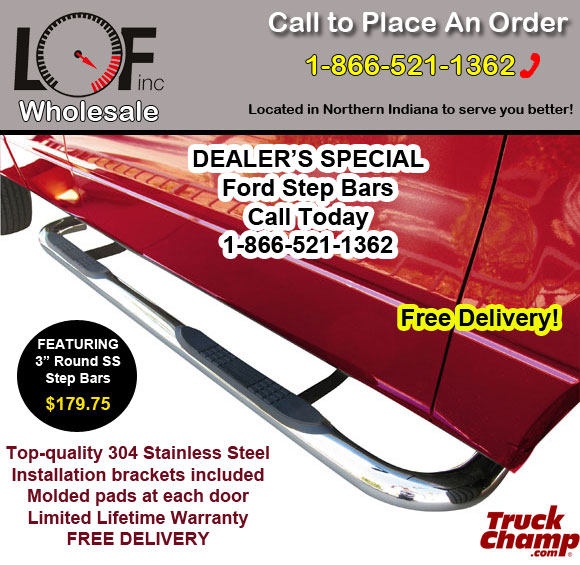 LOF inc
Wholesale
Call to Place An Order
1-866-521-1362
Located in Northern Indiana to serve you better!
DEALER'S SPECIAL
Ford Step Bars
Call Today
1-866-521-1362
Free Delivery!
FEATURING
3” Round SS
Step Bars
$179.75
Top-quality 304 Stainless Steel
Installation brackets included
Molded pads at each door
Limited Lifetime Warranty
FREE DELIVERY
Truck
Champ
.com